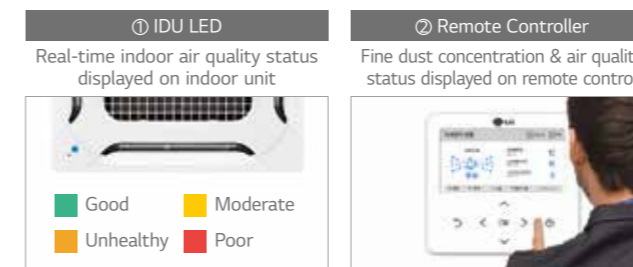 ① IDU LED
Real-time indoor air quality status
displayed on indoor unit
Good
Moderate
Unhealthy
Poor
② Remote Controller
Fine dust concentration & air qualit
status displayed on remote contro